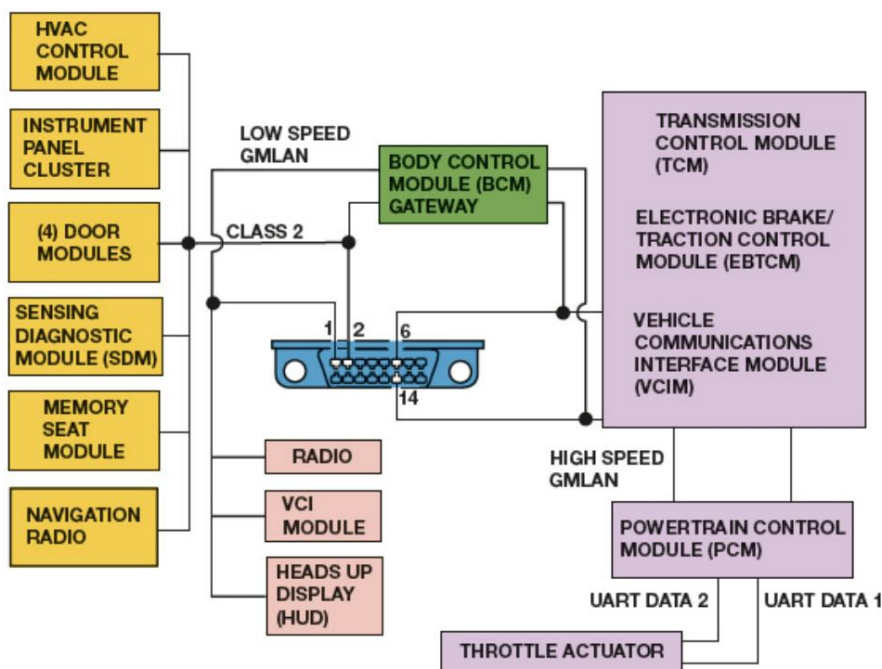 HVAC
CONTROL
MODULE
INSTRUMENT
PANEL
CLUSTER
(4) DOOR
MODULES
SENSING
DIAGNOSTIC
MODULE (SDM)
MEMORY
SEAT
MODULE
NAVIGATION
RADIO
LOW SPEED
GMLAN
CLASS 2
BODY CONTROL
MODULE (BCM)
GATEWAY
1
2
6
14
RADIO
VCI
MODULE
HEADS UP
DISPLAY
(HUD)
TRANSMISSION
CONTROL MODULE
(TCM)
ELECTRONIC BRAKE/
TRACTION CONTROL
MODULE (EBTCM)
VEHICLE
COMMUNICATIONS
INTERFACE MODULE
(VCIM)
HIGH SPEED
GMLAN
POWERTRAIN CONTROL
MODULE (PCM)
UART DATA 2
UART DATA 1
THROTTLE ACTUATOR